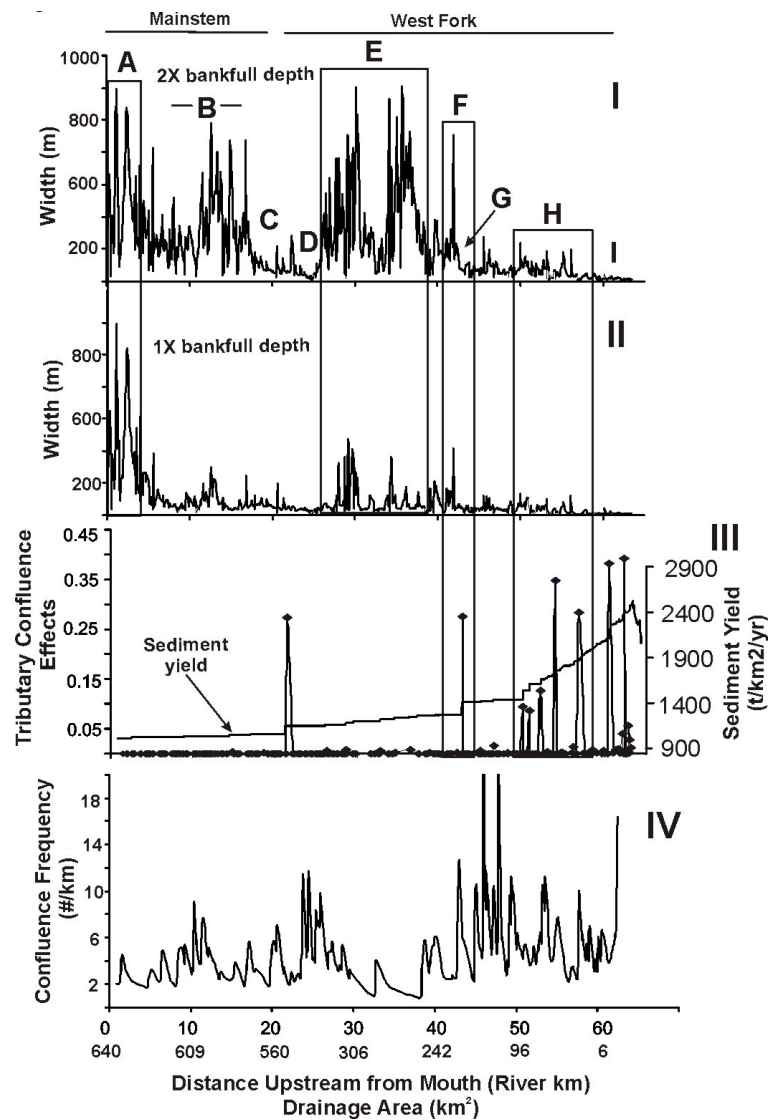 Mainstem West Fork
1000 A 2X bankfull depth E I
800 B F
Width (m)
600
400 C D G H
200 I
1X bankfull depth II
800
Width (m)
600
400
200
0.45 III
0.35 2900
Tributary Confluence
Effects
0.25 2400
Sediment
yield
1900
0.15 1400
0.05 900
Sediment Yield
(t/km2/yr)
18 IV
14
Confluence Frequency
(#/km)
10
6
2
0 10 20 30 40 50 60
640 609 560 306 242 96 6
Distance Upstream from Mouth (River km)
Drainage Area (km²)